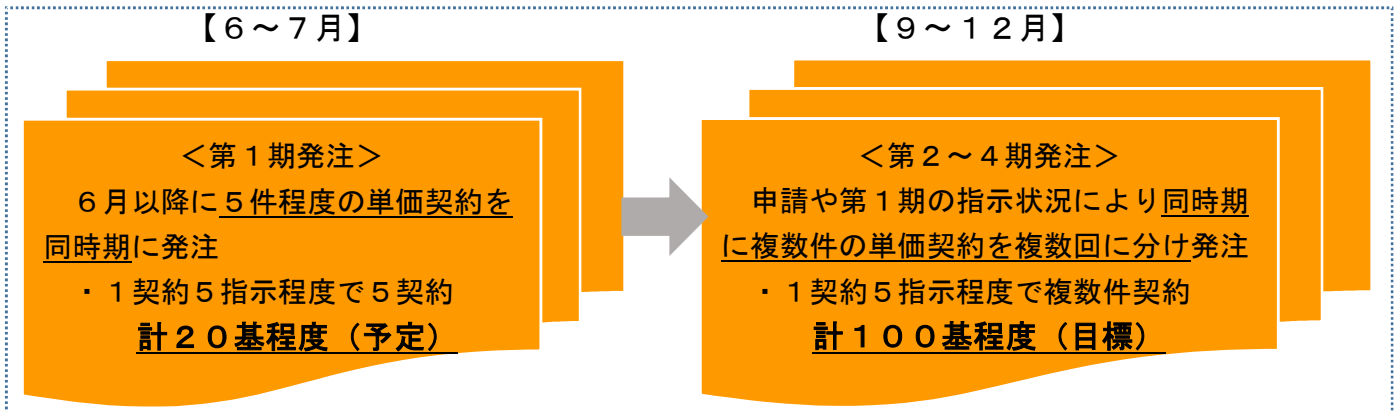 【６～７月】
＜第１期発注＞
６月以降に５件程度の単価契約を
同時期に発注
・１契約５指示程度で５契約
計２０基程度（予定）
【９～１２月】
＜第２～４期発注＞
申請や第１期の指示状況により同時期
に複数件の単価契約を複数回に分け発注
・１契約５指示程度で複数件契約
計１００基程度（目標）